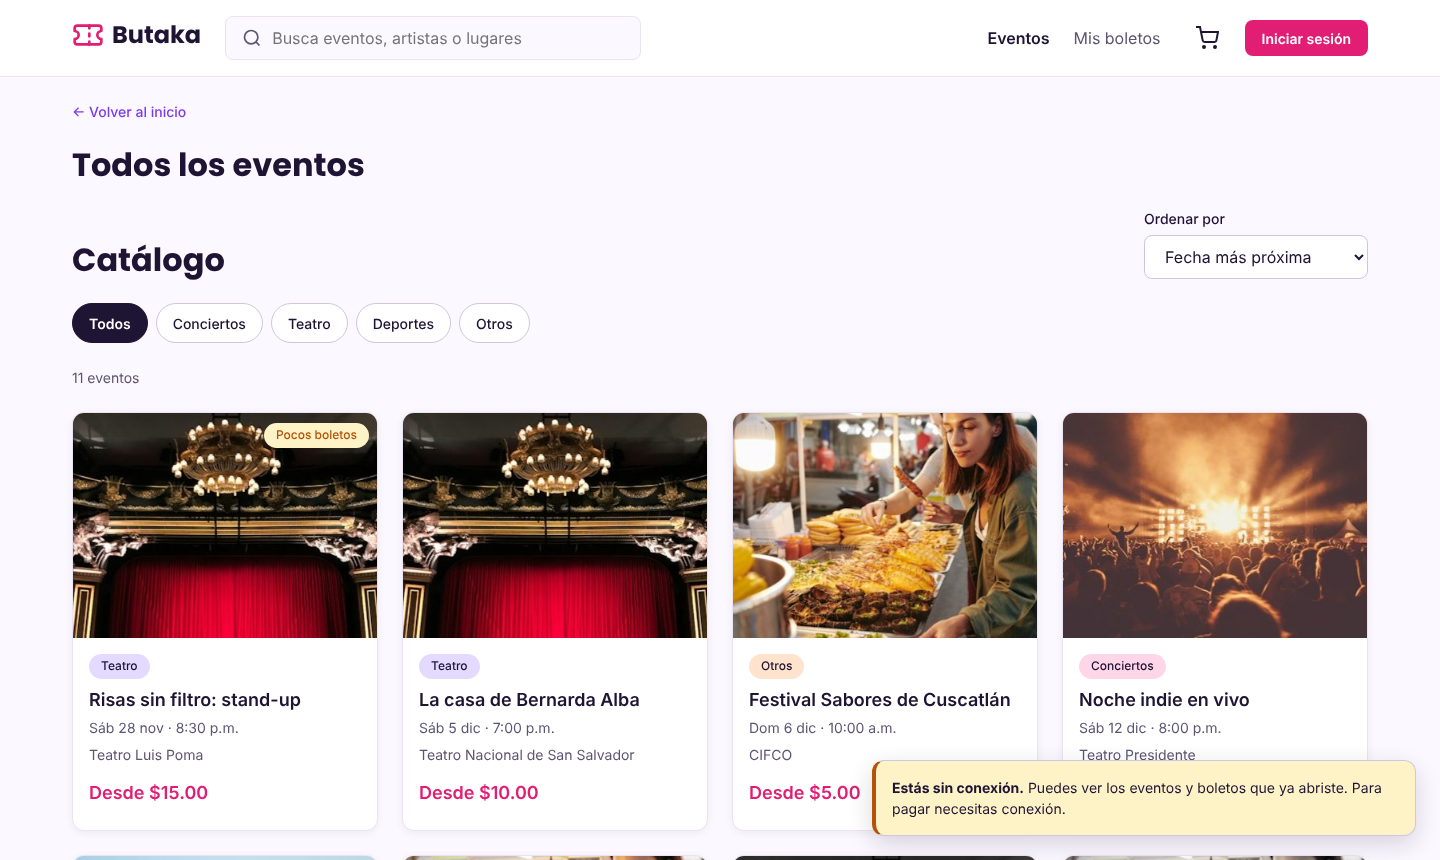 Butaka
Busca eventos, artistas o lugares
Eventos
Mis boletos
Iniciar sesión
← Volver al inicio
Todos los eventos
Ordenar por
Catálogo
Fecha más próxima
Todos
Conciertos
Teatro
Deportes
Otros
11 eventos
Pocos boletos
Teatro
Risas sin filtro: stand-up
Sáb 28 nov · 8:30 p.m.
Teatro Luis Poma
Desde $15.00
Teatro
La casa de Bernarda Alba
Sáb 5 dic · 7:00 p.m.
Teatro Nacional de San Salvador
Desde $10.00
Otros
Festival Sabores de Cuscatlán
Dom 6 dic · 10:00 a.m.
CIFCO
Desde $5.00
Conciertos
Noche indie en vivo
Sáb 12 dic · 8:00 p.m.
Teatro Presidente
Estás sin conexión. Puedes ver los eventos y boletos que ya abriste. Para
pagar necesitas conexión.